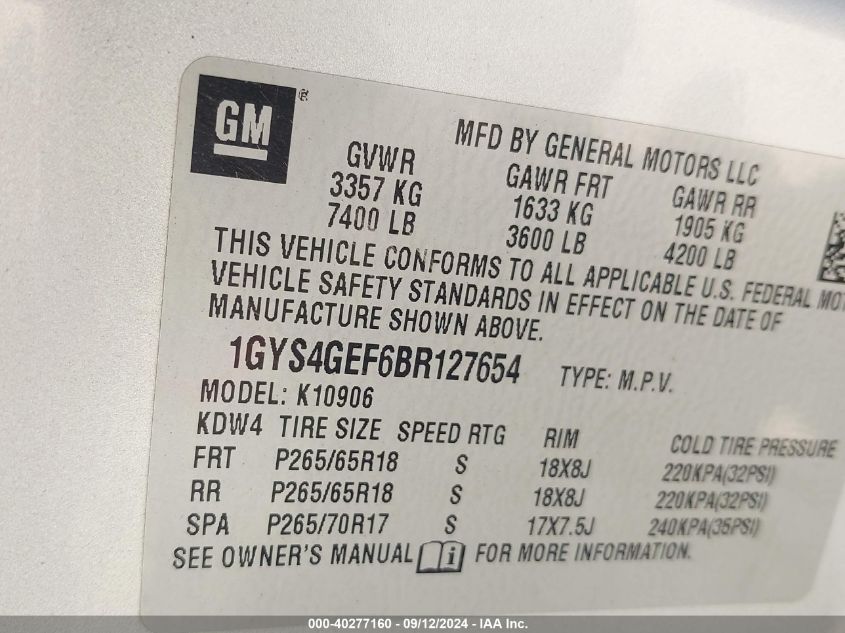 GM ®
MFD BY GENERAL MOTORS LLC
GVWR GAWR FRT GAWR RR
3357 KG 1633 KG 1905 KG
7400 LB 3600 LB 4200 LB
THIS VEHICLE CONFORMS TO ALL APPLICABLE U.S. FEDERAL MOT
VEHICLE SAFETY STANDARDS IN EFFECT ON THE DATE OF
MANUFACTURE SHOWN ABOVE.
1GYS4GEF6BR127654 TYPE: M.P.V.
MODEL: K10906
KDW4 TIRE SIZE SPEED RTG RIM COLD TIRE PRESSURE
FRT P265/65R18 S 18X8J 220KPA(32PSI)
RR P265/65R18 S 18X8J 220KPA(32PSI)
SPA P265/70R17 S 17X7.5J 240KPA(35PSI)
SEE OWNER'S MANUAL i FOR MORE INFORMATION.
000-40277160 - 09/12/2024 - IAA Inc.